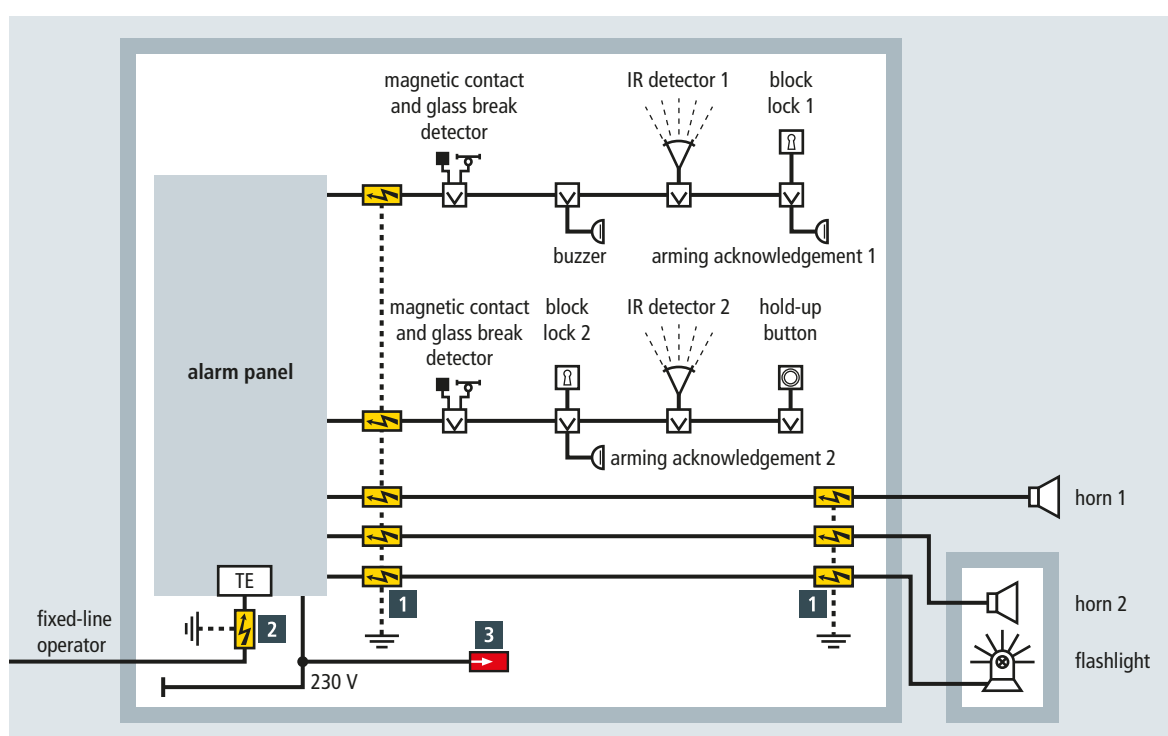 magnetic contact
and glass break
detector
IR detector 1
block
lock 1
buzzer
arming acknowledgement 1
magnetic contact
and glass break
detector
block
lock 2
IR detector 2
hold-up
button
alarm panel
arming acknowledgement 2
horn 1
TE
1
1
horn 2
fixed-line
operator
2
3
flashlight
230 V